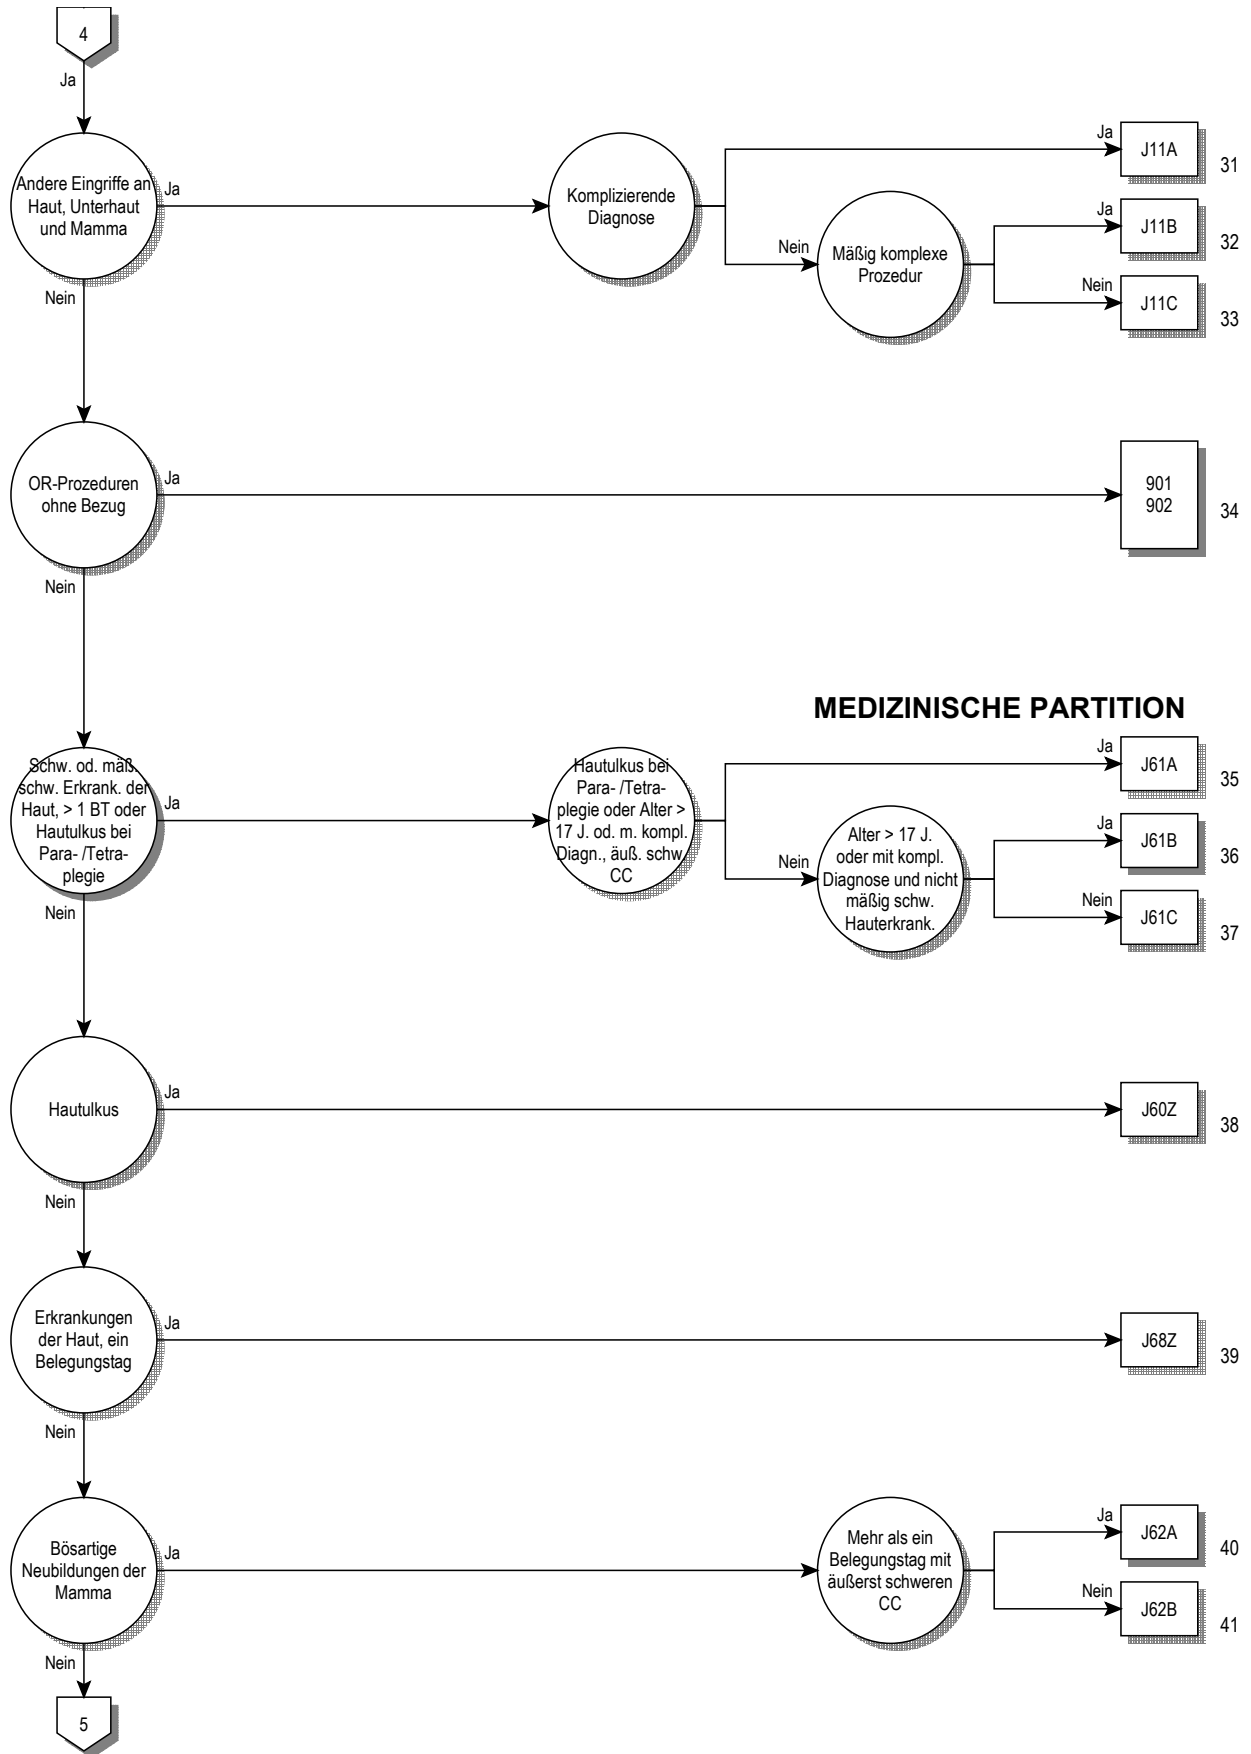 4
Ja
Andere Eingriffe an
Haut, Unterhaut
und Mamma
Ja
Komplizierende
Diagnose
Ja
J11A
31
Nein
Mäßig komplexe
Prozedur
Ja
J11B
32
Nein
J11C
33
Nein
OR-Prozeduren
ohne Bezug
Ja
901
902
34
Nein
MEDIZINISCHE PARTITION
Schw. od. mäß.
schw. Erkrank. der
Haut, > 1 BT oder
Hautulkus bei
Para- /Tetra-
plegie
Ja
Hautulkus bei
Para- /Tetra-
plegie oder Alter >
17 J. od. m. kompl.
Diagn., äuß. schw.
CC
Ja
J61A
35
Nein
Alter > 17 J.
oder mit kompl.
Diagnose und nicht
mäßig schw.
Hauterkrank.
Ja
J61B
36
Nein
J61C
37
Nein
Hautulkus
Ja
J60Z
38
Nein
Erkrankungen
der Haut, ein
Belegungstag
Ja
J68Z
39
Nein
Bösartige
Neubildungen der
Mamma
Ja
Mehr als ein
Belegungstag mit
äußerst schweren
CC
Ja
J62A
40
Nein
J62B
41
Nein
5